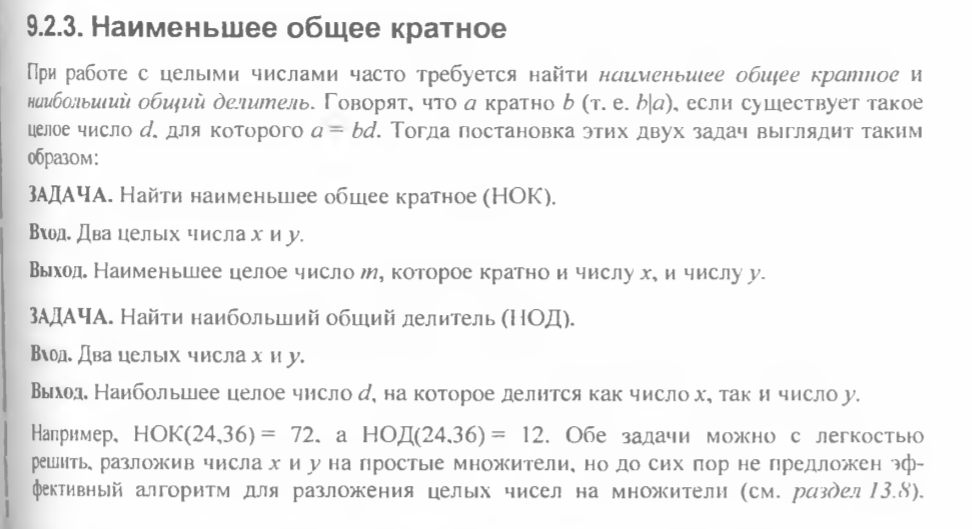 9.2.3. Наименьшее общее кратное
При работе с целыми числами часто требуется найти наименьшее общее кратное и
наибольший общий делитель. Говорят, что a кратно b (т. е. b|a), если существует такое
целое число d, для которого a = bd. Тогда постановка этих двух задач выглядит таким
образом:
ЗАДАЧА. Найти наименьшее общее кратное (НОК).
Вход. Два целых числа x и y.
Выход. Наименьшее целое число m, которое кратно и числу x, и числу y.
ЗАДАЧА. Найти наибольший общий делитель (НОД).
Вход. Два целых числа x и y.
Выход. Наибольшее целое число d, на которое делится как число x, так и число y.
Например, НОК(24,36) = 72, а НОД(24,36) = 12. Обе задачи можно с легкостью
решить, разложив числа x и y на простые множители, но до сих пор не предложен эф-
фективный алгоритм для разложения целых чисел на множители (см. раздел 13.8).